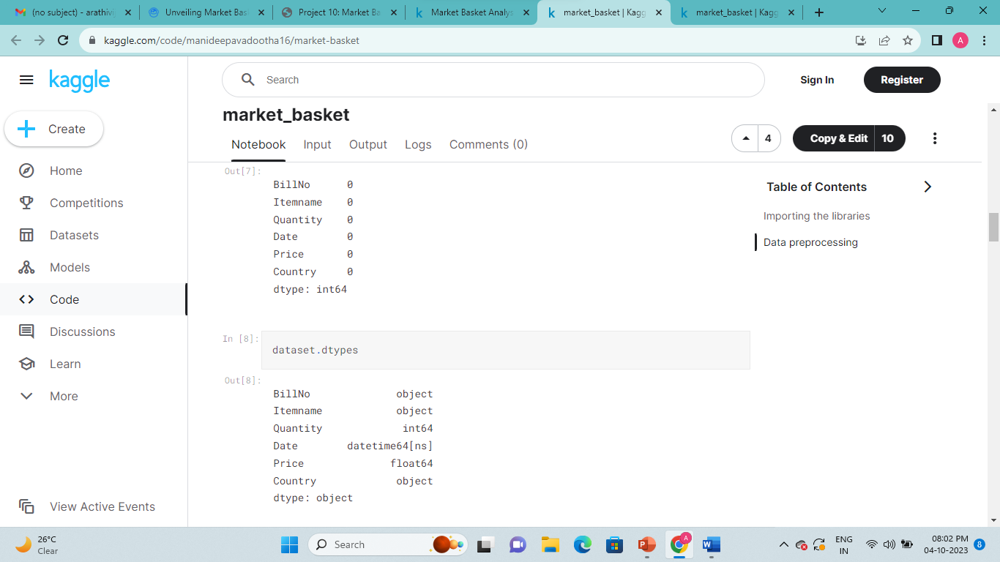 (no subject) - arathivij
Unveiling Market Bas
Project 10: Market Ba
Market Basket Analys
market_basket | Kagg
market_basket | Kagg
kaggle.com/code/manideepavadootha16/market-basket
A
kaggle
Search
Sign In
Register
Create
market_basket
Notebook
Input
Output
Logs
Comments (0)
4
Copy & Edit
10
Home
Competitions
Datasets
Models
Code
Discussions
Learn
More
View Active Events
Out[7]:
BillNo 0
Itemname 0
Quantity 0
Date 0
Price 0
Country 0
dtype: int64
In [8]:
dataset.dtypes
Out[8]:
BillNo object
Itemname object
Quantity int64
Date datetime64[ns]
Price float64
Country object
dtype: object
Table of Contents
Importing the libraries
Data preprocessing
26°C
Clear
Search
A
ENG
IN
08:02 PM
04-10-2023
8